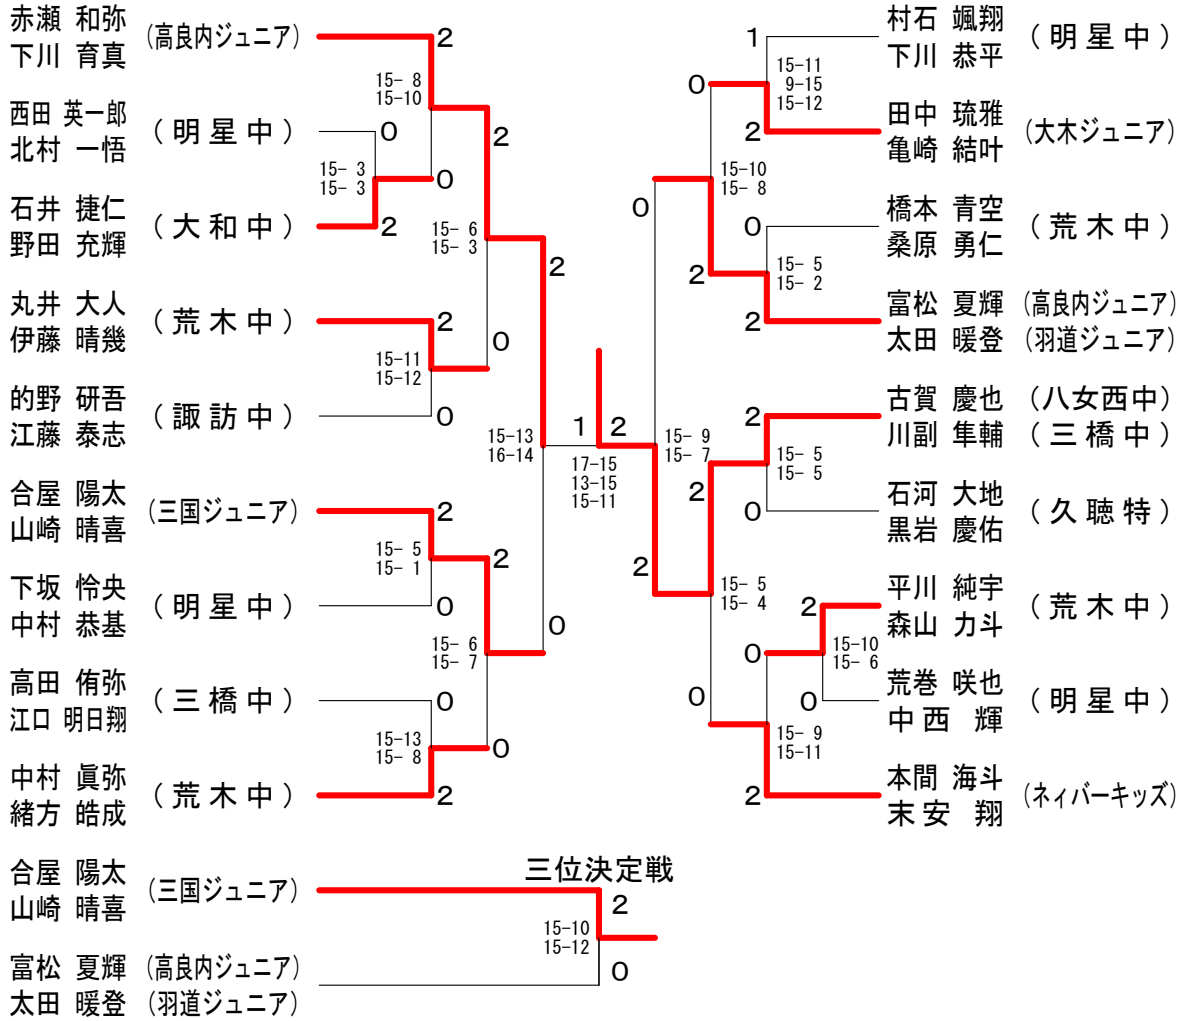 赤瀬 和弥
下川 育真
(高良内ジュニア)
2
15- 8
15-10
西田 英一郎
北村 一悟
(明星中)
0
15- 3
15- 3
0
2
石井 捷仁
野田 充輝
(大和中)
2
15- 6
15- 3
2
丸井 大人
伊藤 晴幾
(荒木中)
2
15-11
15-12
0
的野 研吾
江藤 泰志
(諏訪中)
0
15-13
16-14
合屋 陽太
山崎 晴喜
(三国ジュニア)
2
15- 5
15- 1
2
下坂 怜央
中村 恭基
(明星中)
0
15- 6
15- 7
0
高田 侑弥
江口 明日翔
(三橋中)
0
15-13
15- 8
0
中村 眞弥
緒方 皓成
(荒木中)
2
1
2
17-15
13-15
15-11
村石 颯翔
下川 恭平
(明星中)
1
15-11
9-15
15-12
0
田中 琉雅
亀崎 結叶
(大木ジュニア)
2
15-10
15- 8
0
橋本 青空
桑原 勇仁
(荒木中)
0
15- 5
15- 2
2
富松 夏輝 (高良内ジュニア)
太田 暖登 (羽道ジュニア)
2
15- 9
15- 7
古賀 慶也 (八女西中)
川副 隼輔 (三橋中)
2
15- 5
15- 5
2
石河 大地
黒岩 慶佑
(久聴特)
0
2
15- 5
15- 4
平川 純宇
森山 力斗
(荒木中)
2
15-10
15- 6
0
荒巻 咲也
中西 輝
(明星中)
0
0
15- 9
15-11
本間 海斗
末安 翔
(ネィバーキッズ)
2
三位決定戦
合屋 陽太
山崎 晴喜
(三国ジュニア)
2
15-10
15-12
富松 夏輝 (高良内ジュニア)
太田 暖登 (羽道ジュニア)
0